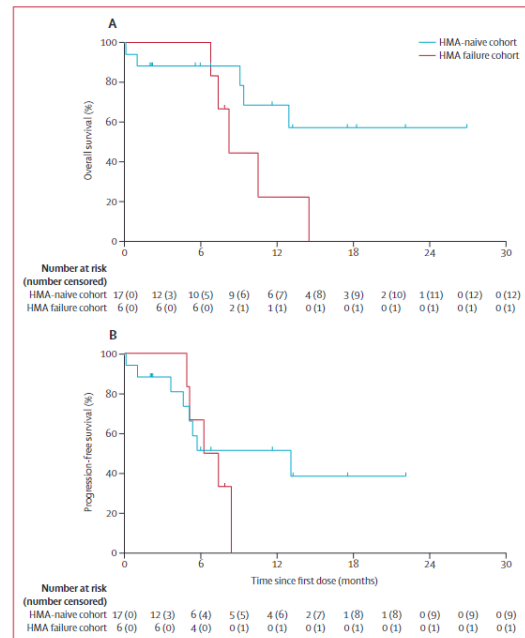 A
HMA-naive cohort
HMA failure cohort
100
80
60
40
20
0
Overall survival (%)
0 6 12 18 24 30
Number at risk
(number censored)
HMA-naive cohort 17 (0) 12 (3) 10 (5) 9 (6) 6 (7) 4 (8) 3 (9) 2 (10) 1 (11) 0 (12) 0 (12)
HMA failure cohort 6 (0) 6 (0) 6 (0) 2 (1) 1 (1) 0 (1) 0 (1) 0 (1) 0 (1) 0 (1) 0 (1)
B
100
80
60
40
20
0
Progression-free survival (%)
0 6 12 18 24 30
Time since first dose (months)
Number at risk
(number censored)
HMA-naive cohort 17 (0) 12 (3) 6 (4) 5 (5) 4 (6) 2 (7) 1 (8) 1 (8) 0 (9) 0 (9) 0 (9)
HMA failure cohort 6 (0) 6 (0) 4 (0) 0 (1) 0 (1) 0 (1) 0 (1) 0 (1) 0 (1) 0 (1) 0 (1)